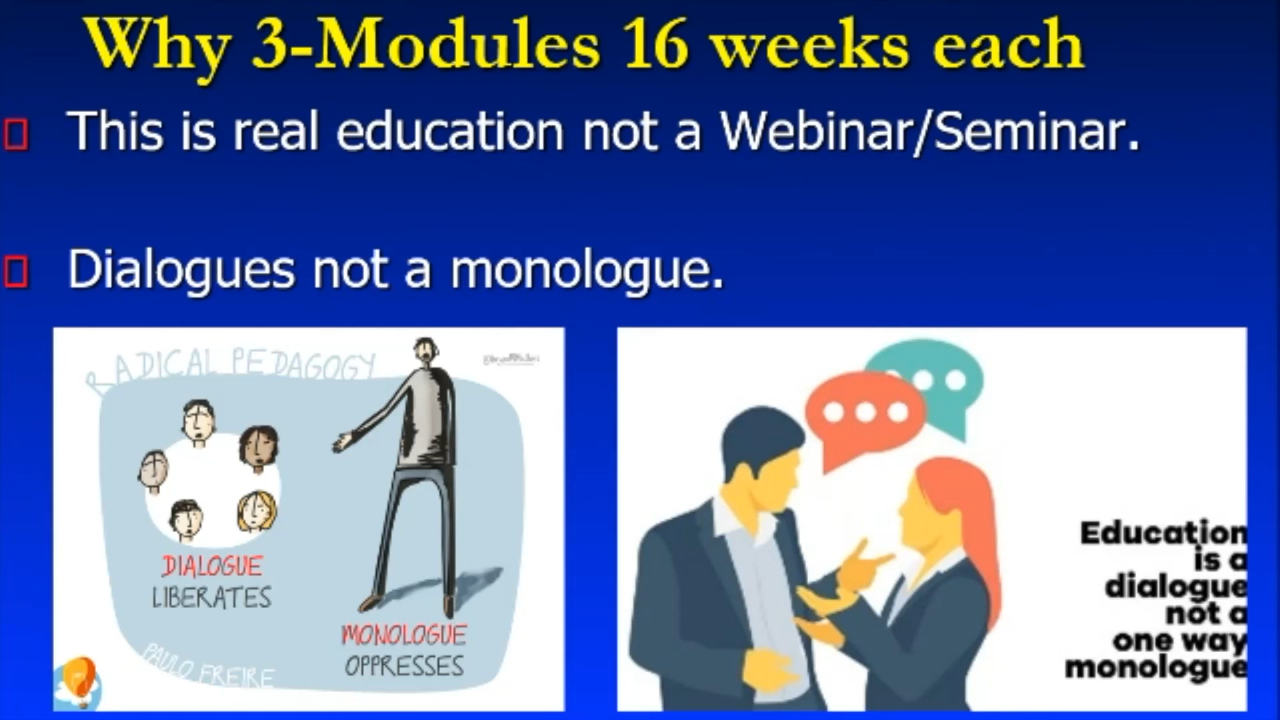 Why 3-Modules 16 weeks each
This is real education not a Webinar/Seminar.
Dialogues not a monologue.
RADICAL PEDAGOGY
DIALOGUE
LIBERATES
MONOLOGUE
OPPRESSES
PAULO FREIRE
Education
is a
dialogue
not a
one way
monologue